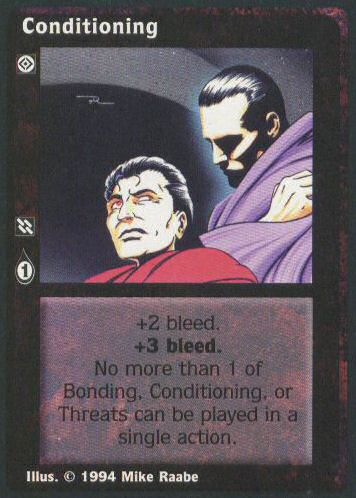 Conditioning
1
+2 bleed.
+3 bleed.
No more than 1 of
Bonding, Conditioning, or
Threats can be played in a
single action.
Illus. © 1994 Mike Raabe